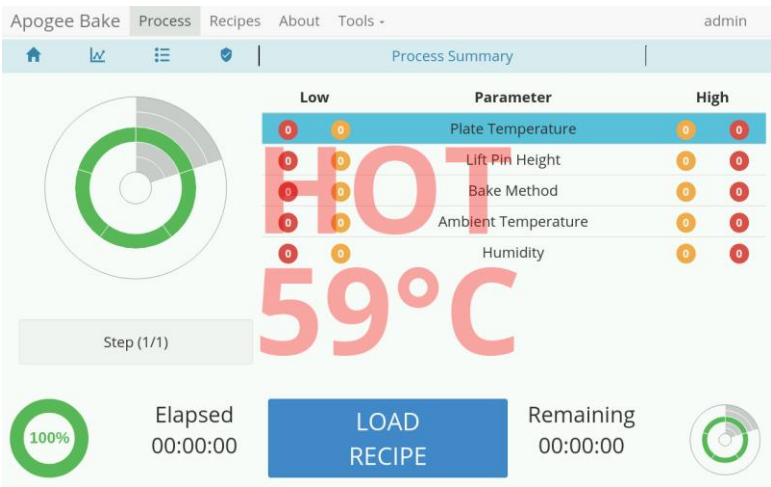 Apogee Bake Process Recipes About Tools admin
Process Summary
Low Parameter High
0 0 Plate Temperature 0 0
0 0 Lift Pin Height 0 0
0 0 Bake Method 0 0
0 0 Ambient Temperature 0 0
0 0 Humidity 0 0
HOT
59°C
Step (1/1)
100%
Elapsed
00:00:00
LOAD
RECIPE
Remaining
00:00:00